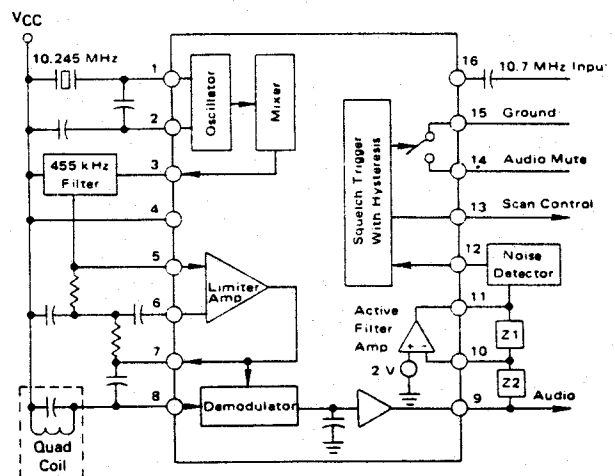 VCC
10.245 MHz
1
2
Oscillator
Mixer
455 kHz
Filter
3
4
5
6
Limiter
Amp
7
8
Demodulator
Quad
Coil
16
10.7 MHz Input
15
Ground
14
Audio Mute
Squelch Trigger
With Hysteresis
13
Scan Control
12
Noise
Detector
11
Active
Filter
Amp
+ -
Z1
10
2 V
Z2
9
Audio